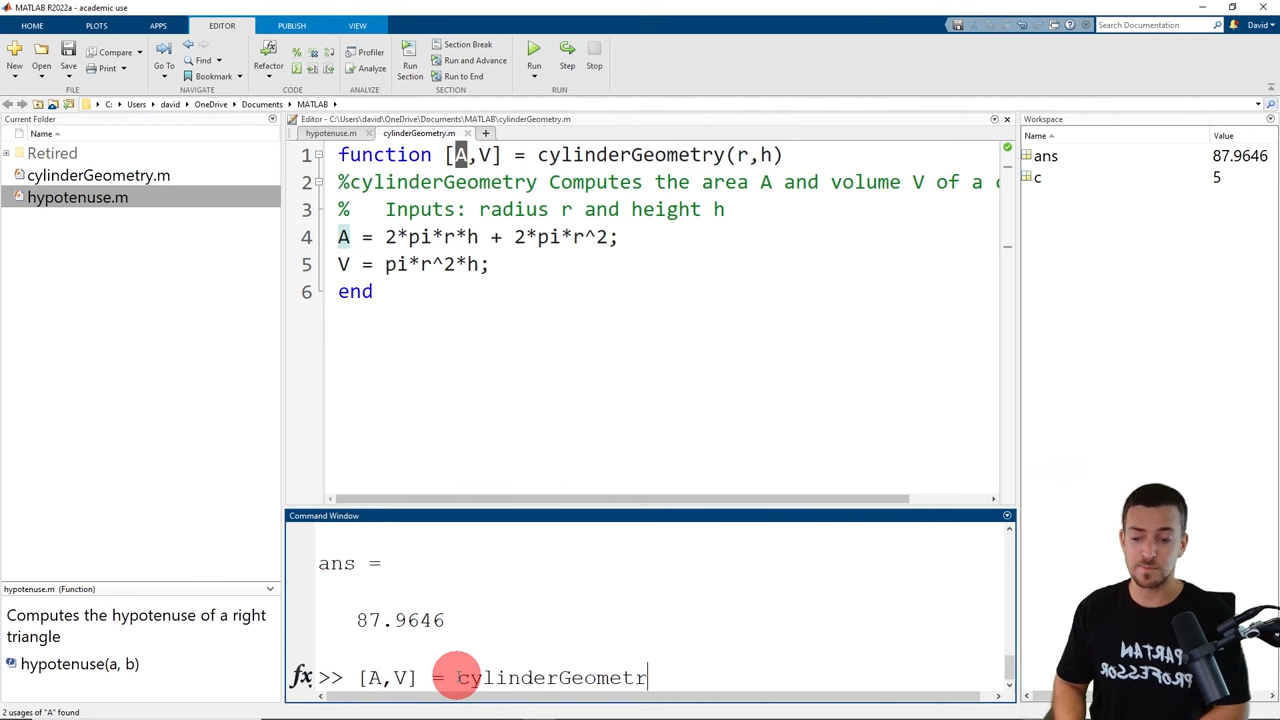 MATLAB R2022a - academic use
HOME PLOTS APPS EDITOR PUBLISH VIEW
Search Documentation
David
New Open Save Compare Print
Go To Find Bookmark
Refactor
Profiler Analyze
Run Section Section Break Run and Advance Run to End
Run Step Stop
FILE NAVIGATE CODE ANALYZE SECTION RUN
C: Users david OneDrive Documents MATLAB
Current Folder
Name
Retired
cylinderGeometry.m
hypotenuse.m
hypotenuse.m (Function)
Computes the hypotenuse of a right
triangle
hypotenuse(a, b)
2 usages of "A" found
Editor - C:\Users\david\OneDrive\Documents\MATLAB\cylinderGeometry.m
hypotenuse.m cylinderGeometry.m
1 function [A,V] = cylinderGeometry(r,h)
2 %cylinderGeometry Computes the area A and volume V of a
3 % Inputs: radius r and height h
4 A = 2*pi*r*h + 2*pi*r^2;
5 V = pi*r^2*h;
6 end
Command Window
ans =
87.9646
fx >> [A,V] = cylinderGeometr
Workspace
Name Value
ans 87.9646
c 5
PARTAN
PROFESSOR